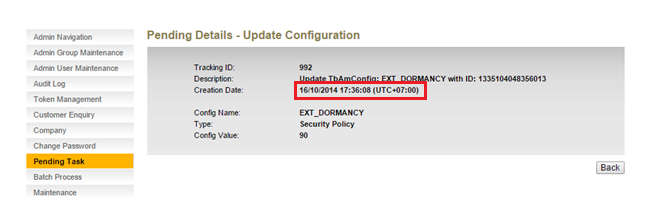 Admin Navigation
Admin Group Maintenance
Admin User Maintenance
Audit Log
Token Management
Customer Enquiry
Company
Change Password
Pending Task
Batch Process
Maintenance
Pending Details - Update Configuration
Tracking ID: 992
Description: Update TbAmConfig: EXT_DORMANCY with ID: 1335104048356013
Creation Date: 16/10/2014 17:36:08 (UTC+07:00)
Config Name: EXT_DORMANCY
Type: Security Policy
Config Value: 90
Back